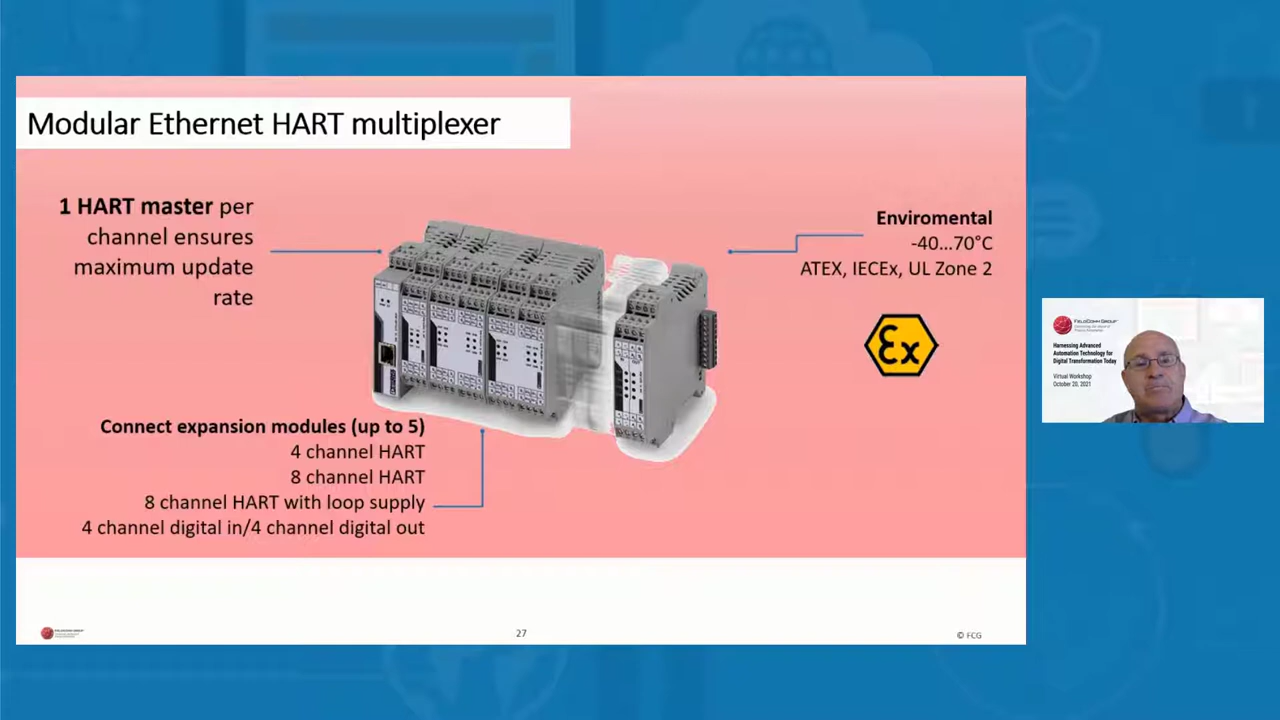 Modular Ethernet HART multiplexer
1 HART master per
channel ensures
maximum update
rate
Enviromental
-40...70°C
ATEX, IECEx, UL Zone 2
Ex
Connect expansion modules (up to 5)
4 channel HART
8 channel HART
8 channel HART with loop supply
4 channel digital in/4 channel digital out
27
© FCG
FIELDCOMM GROUP
Harnessing Advanced
Automation Technology for
Digital Transformation Today
Virtual Workshop
October 20, 2021